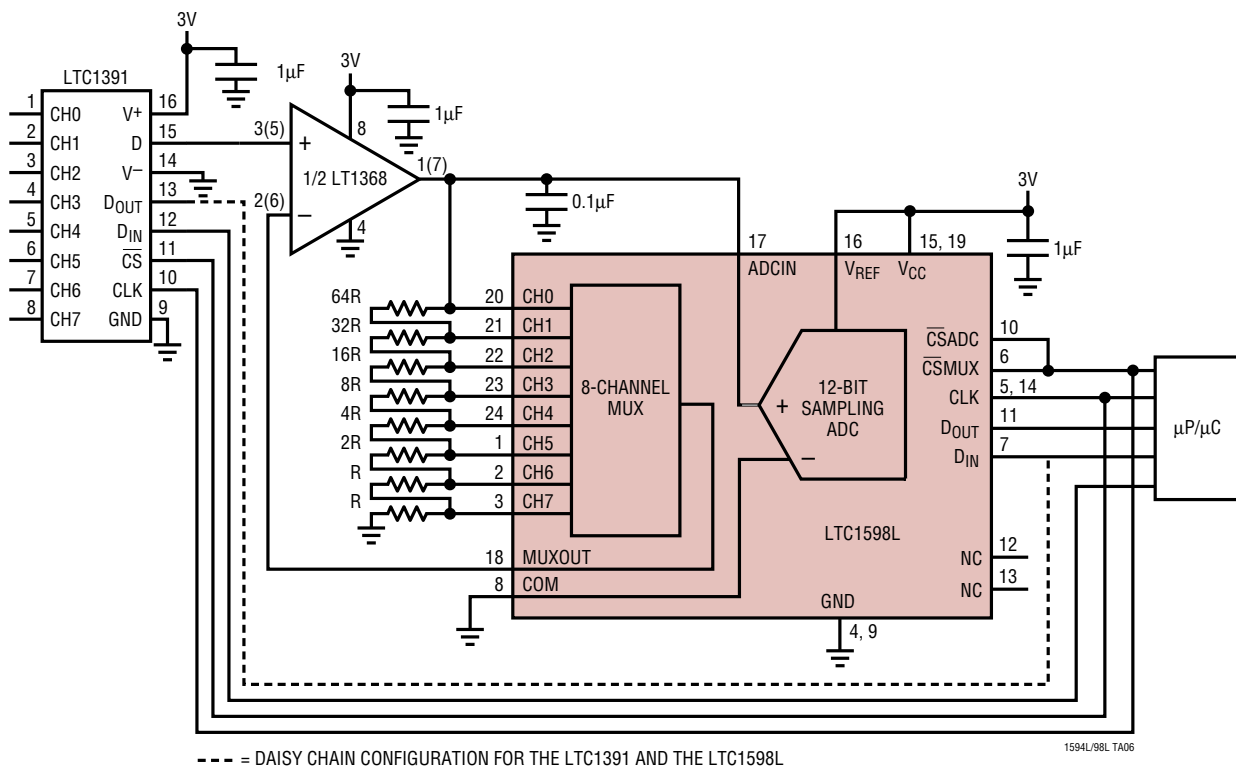 3V
1µF
LTC1391
1 CH0 V+ 16
2 CH1 D 15
3 CH2 V– 14
4 CH3 DOUT 13
5 CH4 DIN 12
6 CH5 CS 11
7 CH6 CLK 10
8 CH7 GND 9
3V
1µF
8
3(5) +
1/2 LT1368
1(7)
2(6) –
4
0.1µF
3V
1µF
17 16 15, 19
ADCIN VREF VCC
64R 20 CH0
32R 21 CH1
16R 22 CH2
8R 23 CH3
4R 24 CH4
2R 1 CH5
R 2 CH6
R 3 CH7
8-CHANNEL
MUX
+
12-BIT
SAMPLING
ADC
–
CSADC 10
CSMUX 6
CLK 5, 14
DOUT 11
DIN 7
µP/µC
LTC1598L
18 MUXOUT
8 COM
NC 12
NC 13
GND
4, 9
1594L/98L TA06
= DAISY CHAIN CONFIGURATION FOR THE LTC1391 AND THE LTC1598L